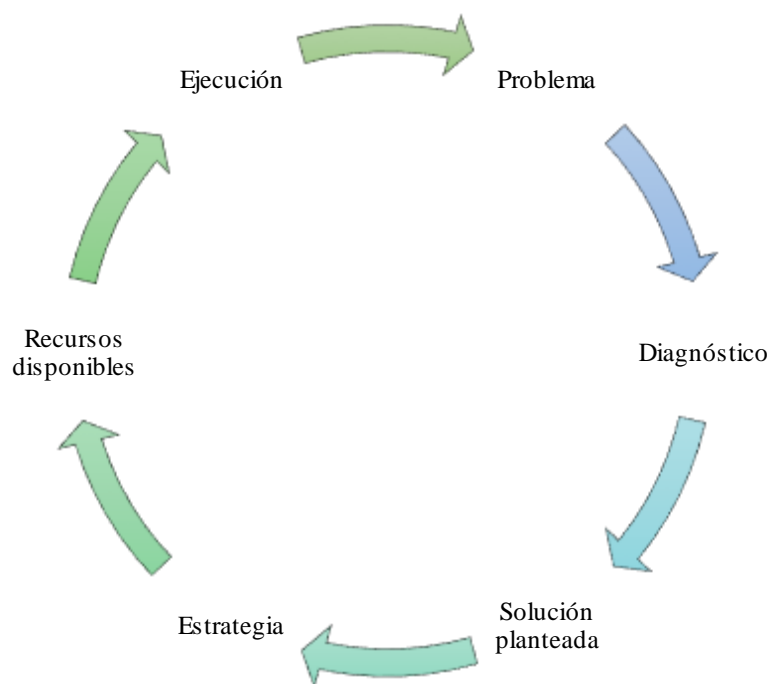 Ejecución
Problema
Diagnóstico
Solución
planteada
Estrategia
Recursos
disponibles